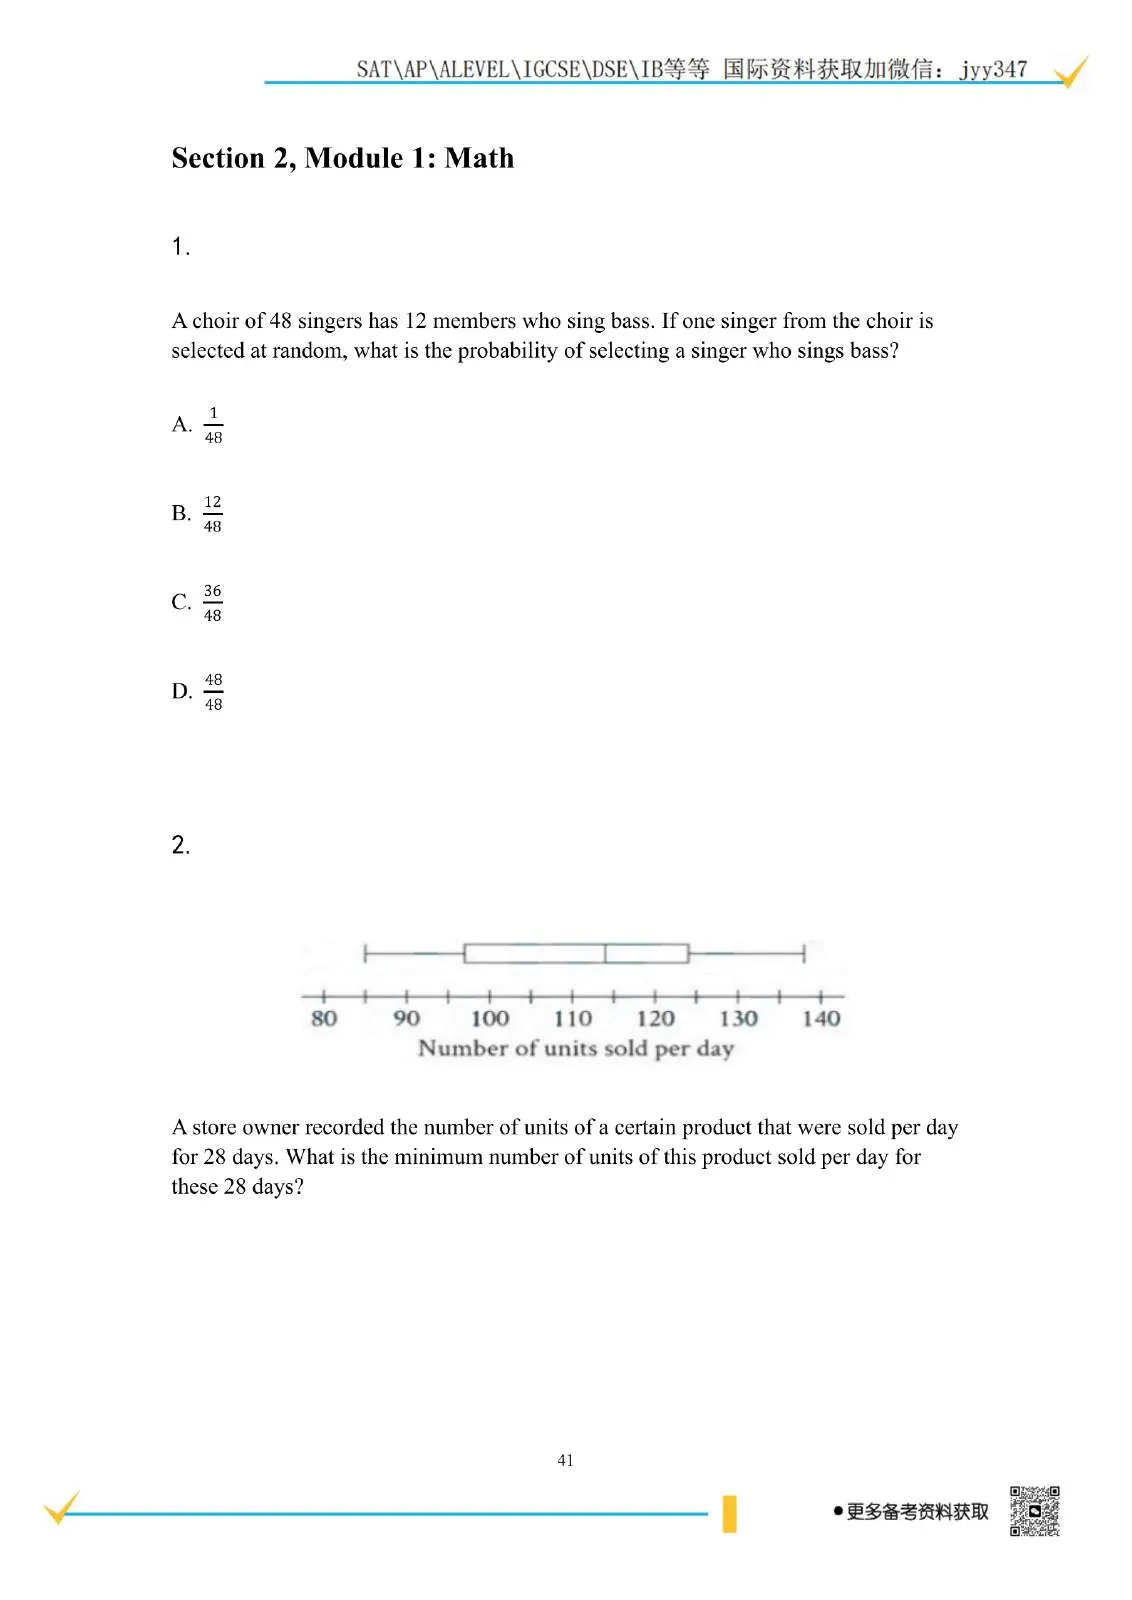 SAT\AP\ALEVEL\IGCSE\DSE\IB等等 国际资料获取加微信：jyy347
Section 2, Module 1: Math
1.
A choir of 48 singers has 12 members who sing bass. If one singer from the choir is
selected at random, what is the probability of selecting a singer who sings bass?
A. 1/48
B. 12/48
C. 36/48
D. 48/48
2.
80 90 100 110 120 130 140
Number of units sold per day
A store owner recorded the number of units of a certain product that were sold per day
for 28 days. What is the minimum number of units of this product sold per day for
these 28 days?
41
●更多备考资料获取